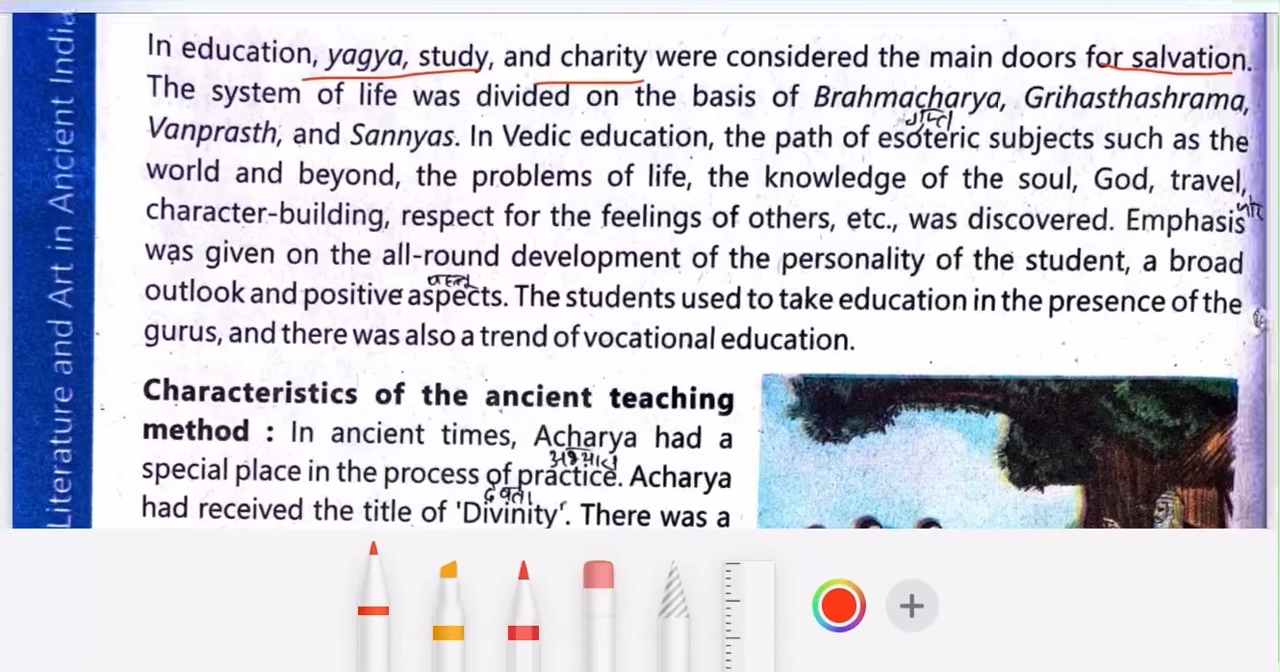 Literature and Art in Ancient India
In education, yagya, study, and charity were considered the main doors for salvation.
The system of life was divided on the basis of Brahmacharya, Grihasthashrama,
Vanprasth, and Sannyas. In Vedic education, the path of esoteric subjects such as the
world and beyond, the problems of life, the knowledge of the soul, God, travel,
character-building, respect for the feelings of others, etc., was discovered. Emphasis
was given on the all-round development of the personality of the student, a broad
outlook and positive aspects. The students used to take education in the presence of the
gurus, and there was also a trend of vocational education.
Characteristics of the ancient teaching
method : In ancient times, Acharya had a
special place in the process of practice. Acharya
had received the title of 'Divinity'. There was a